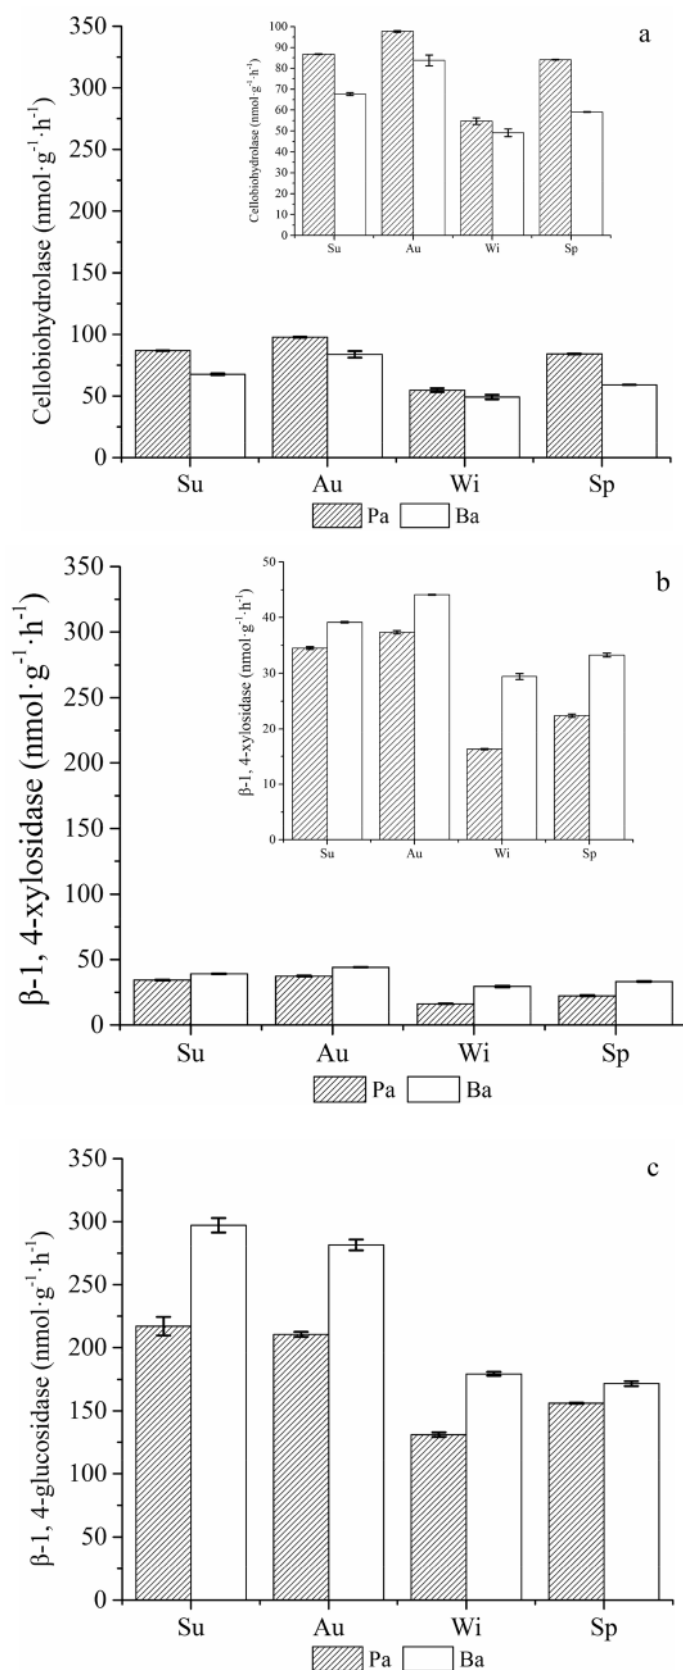 a
Cellobiohydrolase (nmol·g⁻¹·h⁻¹)
350
300
250
200
150
100
50
0
Su Au Wi Sp
Cellobiohydrolase (nmol·g⁻¹·h⁻¹)
100
90
80
70
60
50
40
30
20
10
0
Su Au Wi Sp
Pa Ba
b
β-1, 4-xylosidase (nmol·g⁻¹·h⁻¹)
350
300
250
200
150
100
50
0
Su Au Wi Sp
β-1, 4-xylosidase (nmol·g⁻¹·h⁻¹)
50
40
30
20
10
0
Su Au Wi Sp
Pa Ba
c
β-1, 4-glucosidase (nmol·g⁻¹·h⁻¹)
350
300
250
200
150
100
50
0
Su Au Wi Sp
Pa Ba